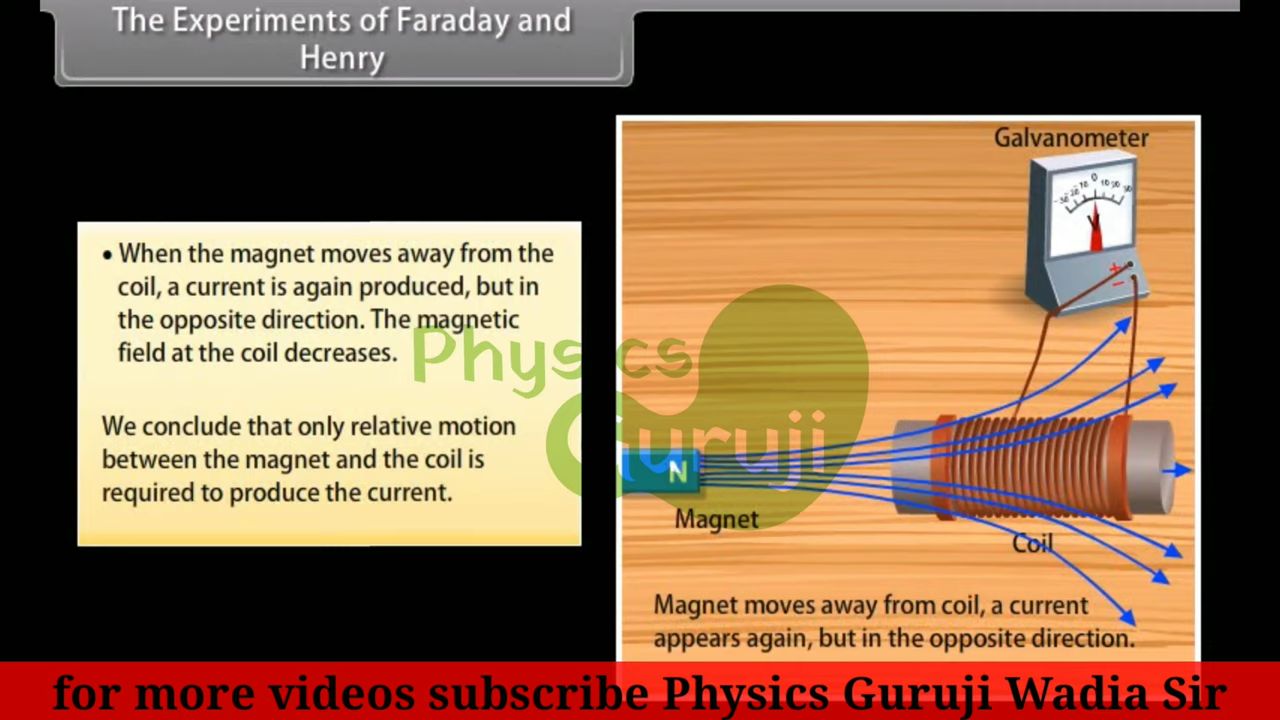 The Experiments of Faraday and
Henry
• When the magnet moves away from the
coil, a current is again produced, but in
the opposite direction. The magnetic
field at the coil decreases.
We conclude that only relative motion
between the magnet and the coil is
required to produce the current.
Physics
Guruji
Galvanometer
0
+
−
N
Magnet
Coil
Magnet moves away from coil, a current
appears again, but in the opposite direction.
for more videos subscribe Physics Guruji Wadia Sir